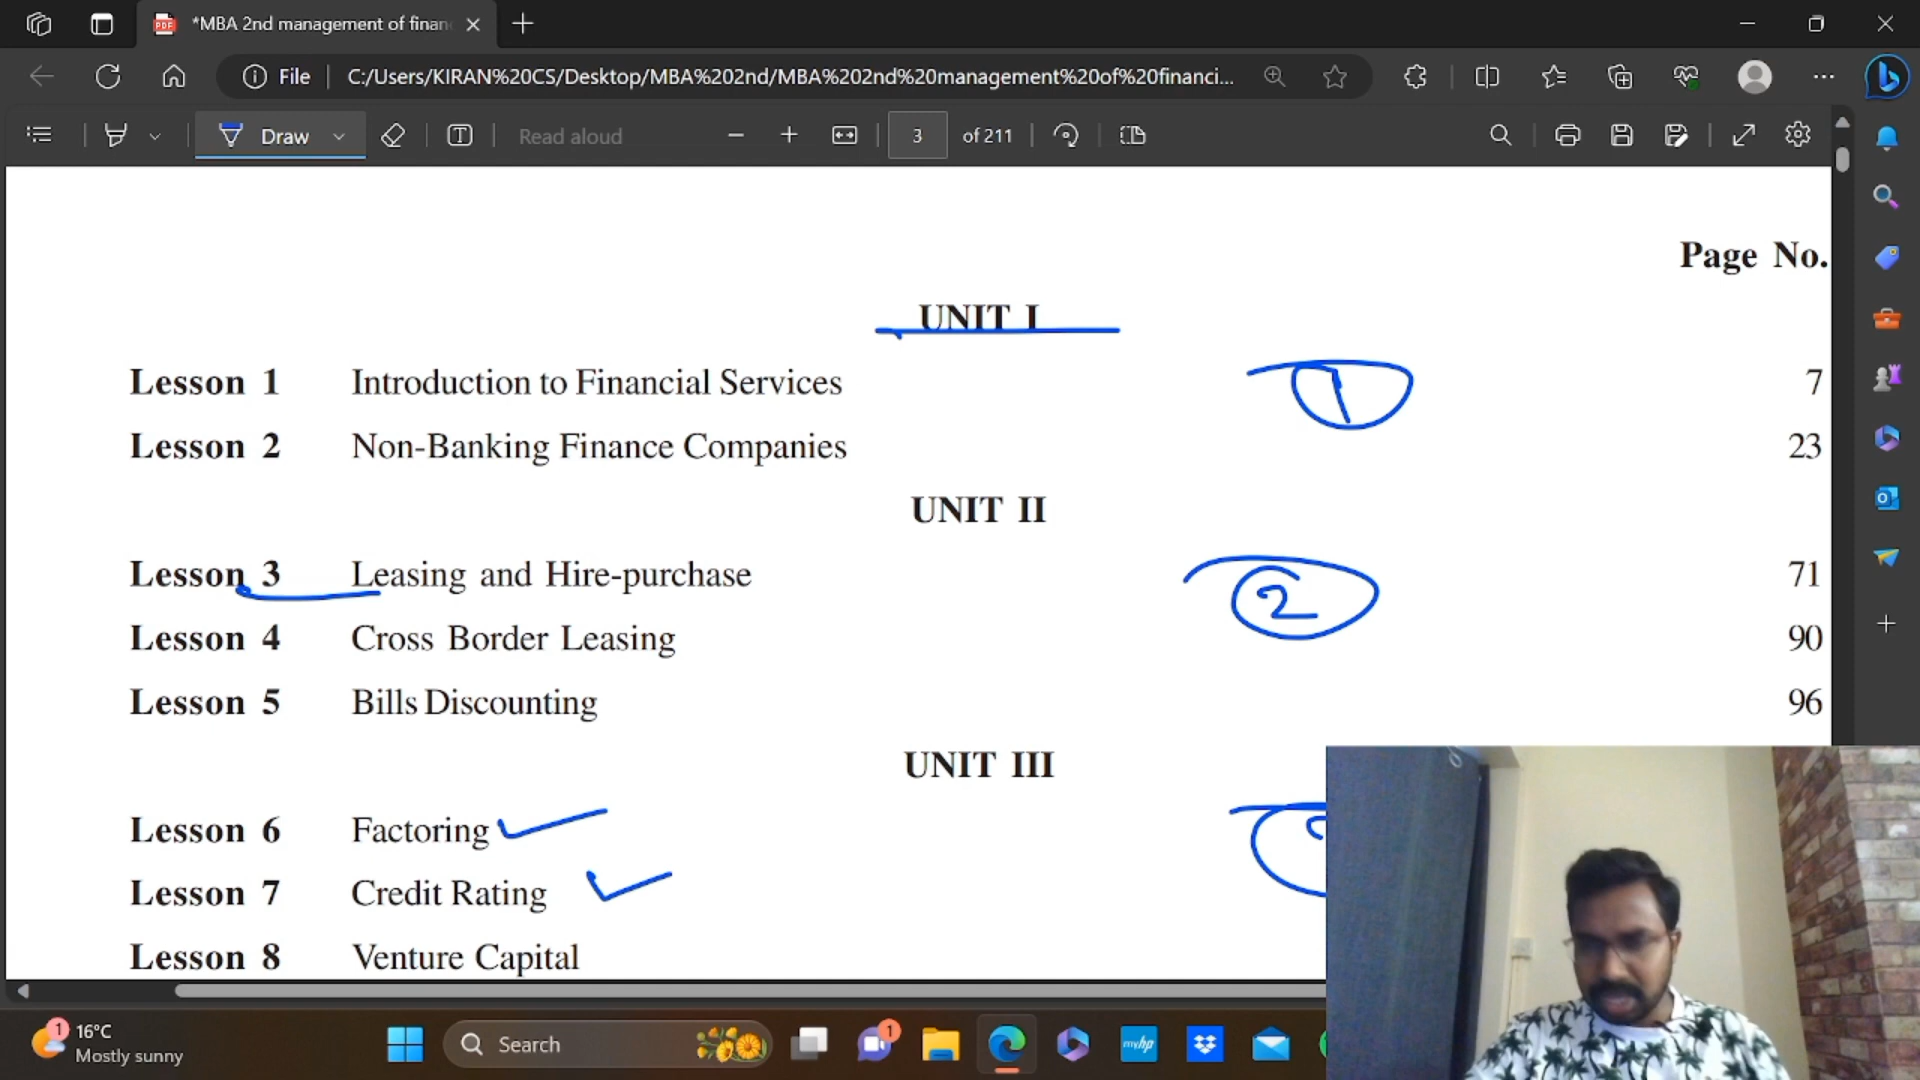 *MBA 2nd management of finan
File
C:/Users/KIRAN%20CS/Desktop/MBA%202nd/MBA%202nd%20management%20of%20financi...
Draw
Read aloud
3 of 211
Page No.
UNIT I
Lesson 1 Introduction to Financial Services 1 7
Lesson 2 Non-Banking Finance Companies 23
UNIT II
Lesson 3 Leasing and Hire-purchase 2 71
Lesson 4 Cross Border Leasing 90
Lesson 5 Bills Discounting 96
UNIT III
Lesson 6 Factoring
Lesson 7 Credit Rating
Lesson 8 Venture Capital
1 16°C
Mostly sunny
Search
1
myhp